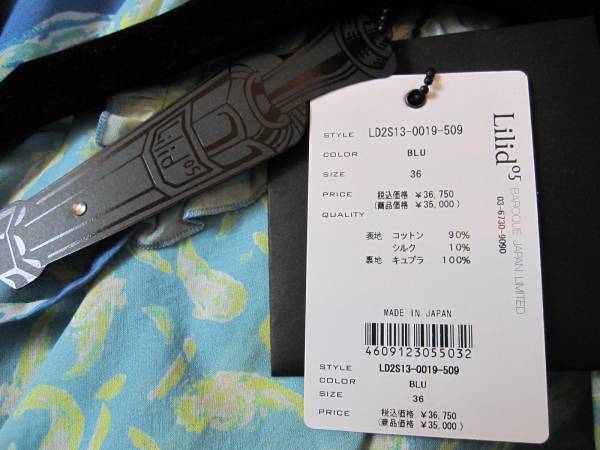 Lilid05
STYLE LD2S13-0019-509
COLOR BLU
SIZE 36
PRICE 税込価格 ¥36,750
(商品価格 ¥35,000)
QUALITY
表地 コットン 90%
シルク 10%
裏地 キュプラ 100%
MADE IN JAPAN
4609123055032
STYLE LD2S13-0019-509
COLOR BLU
SIZE 36
PRICE 税込価格 ¥36,750
(商品価格 ¥35,000)
Lilid05 BAROQUE JAPAN LIMITED
03-6730-9090